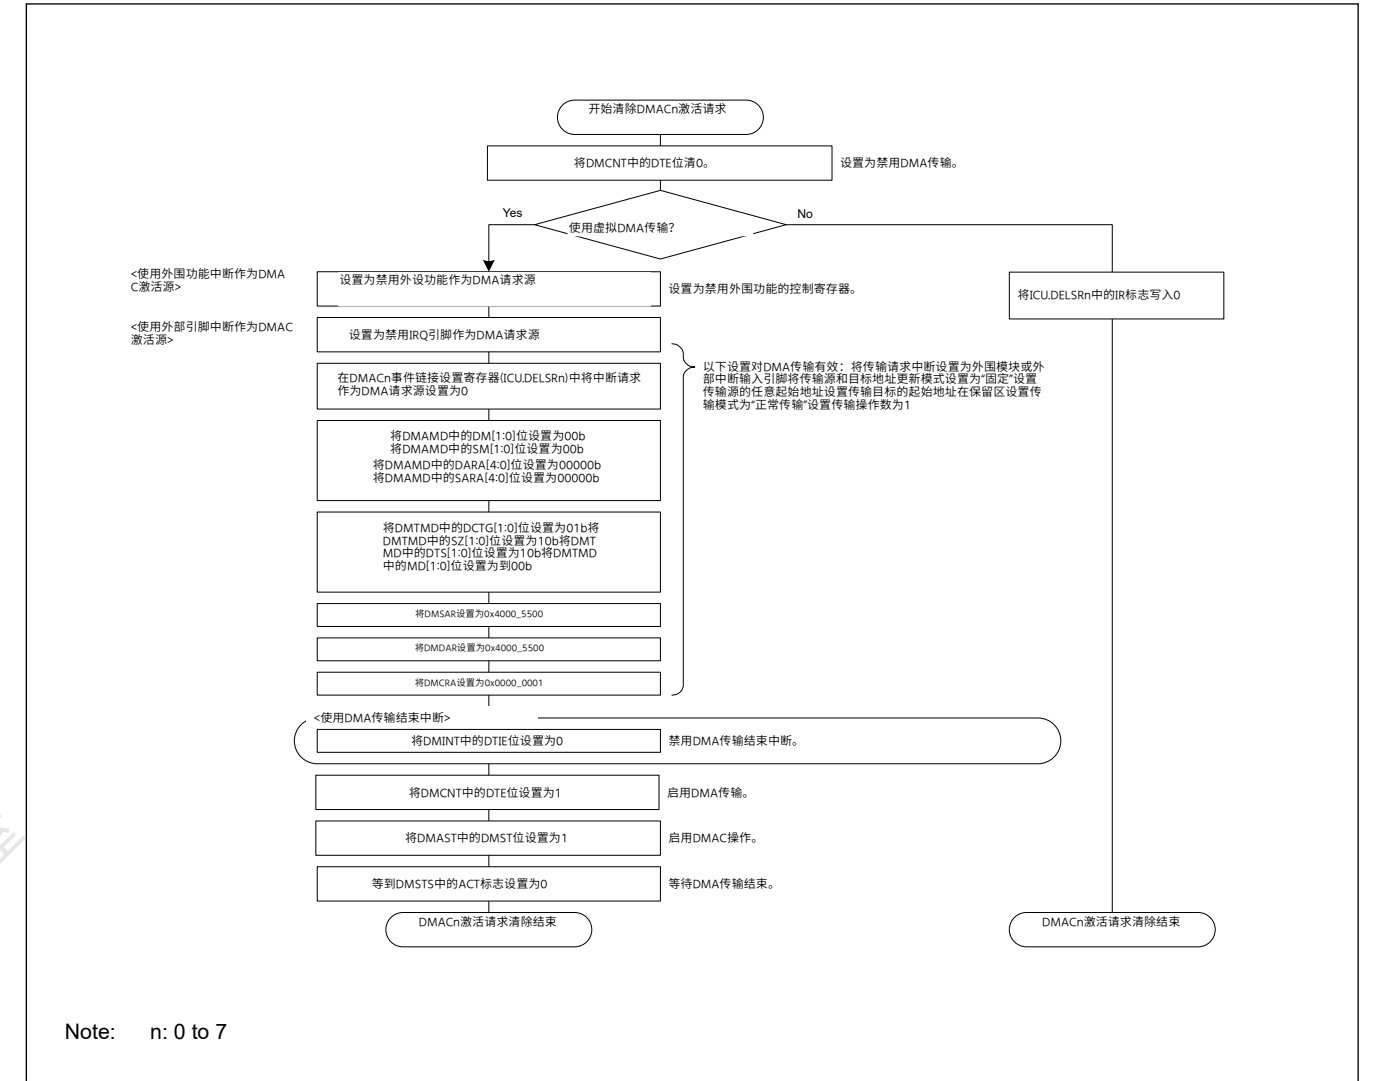 开始清除DMACn激活请求
将DMCNT中的DTE位清0。
设置为禁用DMA传输。
Yes
No
使用虚拟DMA传输?
<使用外围功能中断作为DMA
C激活源>
设置为禁用外设功能作为DMA请求源
设置为禁用外围功能的控制寄存器。
将ICU.DELSRn中的IR标志写入0
<使用外部引脚中断作为DMAC
激活源>
设置为禁用IRQ引脚作为DMA请求源
在DMACn事件链接设置寄存器(ICU.DELSRn)中将中断请求
作为DMA请求源设置为0
以下设置对DMA传输有效：将传输请求中断设置为外围模块或外
部中断输入引脚将传输源和目标地址更新模式设置为“固定”设置
传输源的任意起始地址设置传输目标的起始地址在保留区设置传
输模式为“正常传输”设置传输操作数为1
将DMAMD中的DM[1:0]位设置为00b
将DMAMD中的SM[1:0]位设置为00b
将DMAMD中的DARA[4:0]位设置为00000b
将DMAMD中的SARA[4:0]位设置为00000b
将DMTMD中的DCTG[1:0]位设置为01b将
DMTMD中的SZ[1:0]位设置为10b将DMT
MD中的DTS[1:0]位设置为10b将DMTMD
中的MD[1:0]位设置为到00b
将DMSAR设置为0x4000_5500
将DMDAR设置为0x4000_5500
将DMCRA设置为0x0000_0001
<使用DMA传输结束中断>
将DMINT中的DTIE位设置为0
禁用DMA传输结束中断。
将DMCNT中的DTE位设置为1
启用DMA传输。
将DMAST中的DMST位设置为1
启用DMAC操作。
等到DMSTS中的ACT标志设置为0
等待DMA传输结束。
DMACn激活请求清除结束
DMACn激活请求清除结束
Note: n: 0 to 7